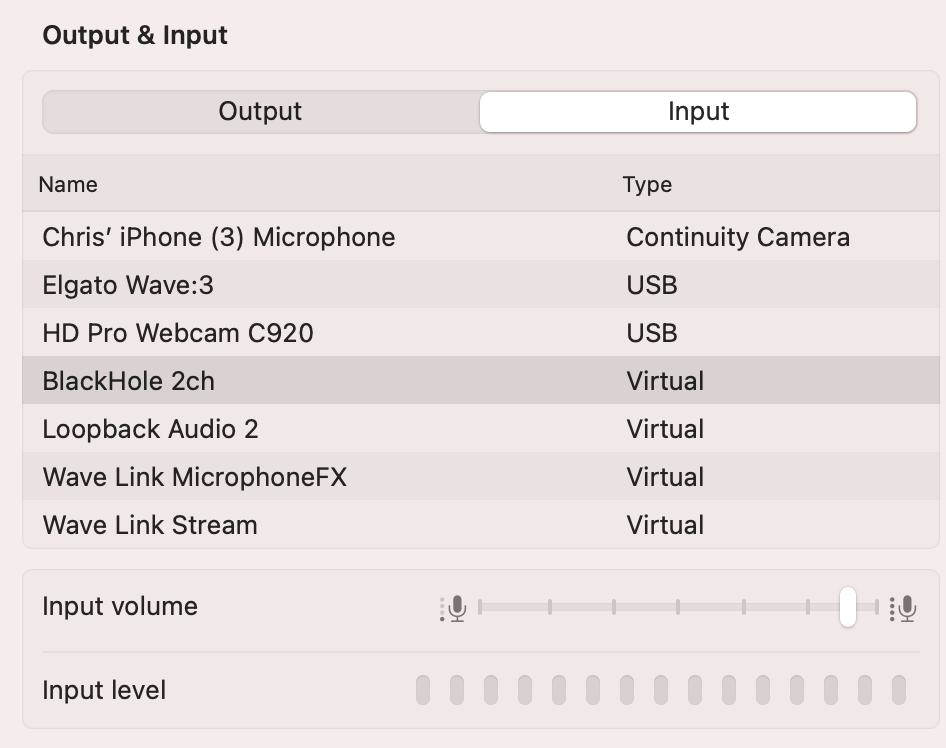 Output & Input
Output Input
Name Type
Chris’ iPhone (3) Microphone Continuity Camera
Elgato Wave:3 USB
HD Pro Webcam C920 USB
BlackHole 2ch Virtual
Loopback Audio 2 Virtual
Wave Link MicrophoneFX Virtual
Wave Link Stream Virtual
Input volume
Input level